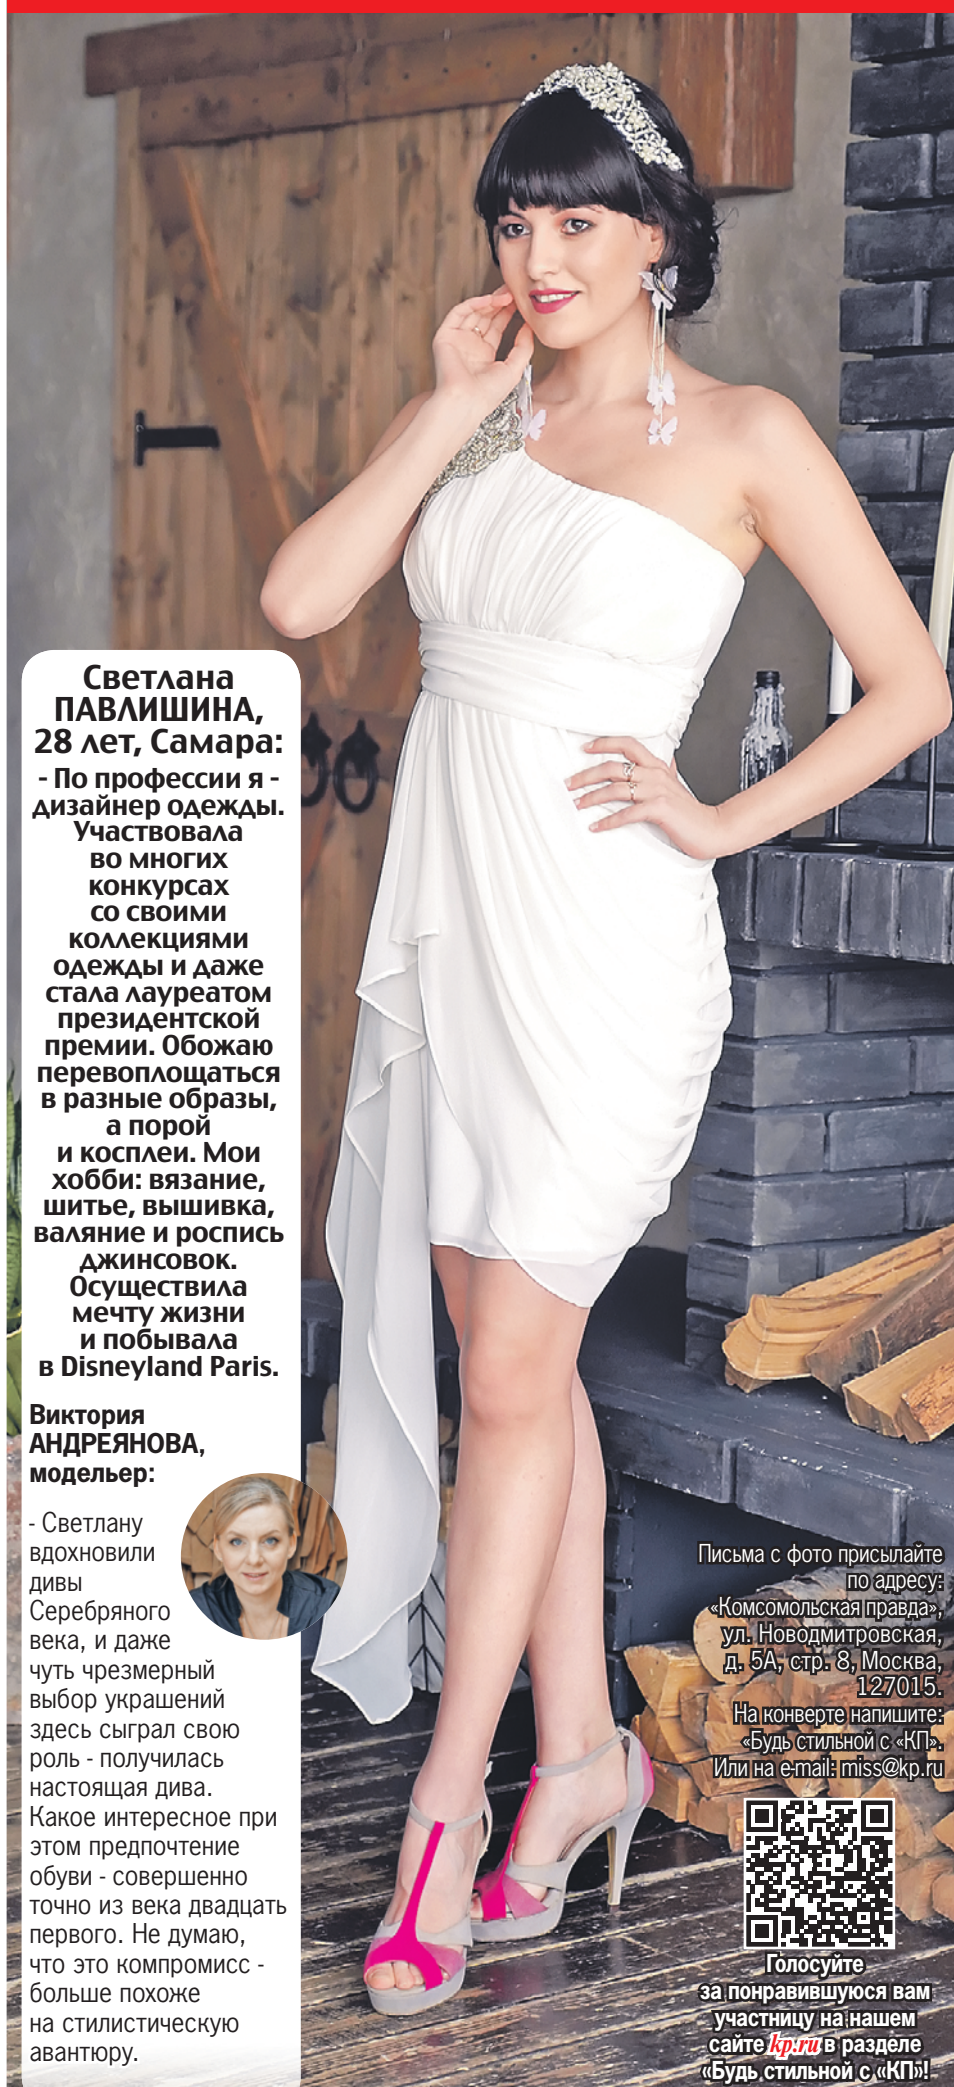 Светлана
ПАВЛИШИНА,
28 лет, Самара:
- По профессии я -
дизайнер одежды.
Участвовала
во многих
конкурсах
со своими
коллекциями
одежды и даже
стала лауреатом
президентской
премии. Обожаю
перевоплощаться
в разные образы,
а порой
и косплеи. Мои
хобби: вязание,
шитье, вышивка,
валяние и роспись
джинсовок.
Осуществила
мечту жизни
и побывала
в Disneyland Paris.
Виктория
АНДРЕЯНОВА,
модельер:
- Светлану
вдохновили
дивы
Серебряного
века, и даже
чуть чрезмерный
выбор украшений
здесь сыграл свою
роль - получилась
настоящая дива.
Какое интересное при
этом предпочтение
обуви - совершенно
точно из века двадцать
первого. Не думаю,
что это компромисс -
больше похоже
на стилистическую
авантюру.
Письма с фото присылайте
по адресу:
«Комсомольская правда»,
ул. Новодмитровская,
д. 5А, стр. 8, Москва,
127015.
На конверте напишите:
«Будь стильной с «КП».
Или на e-mail: miss@kp.ru
Голосуйте
за понравившуюся вам
участницу на нашем
сайте kp.ru в разделе
«Будь стильной с «КП»!